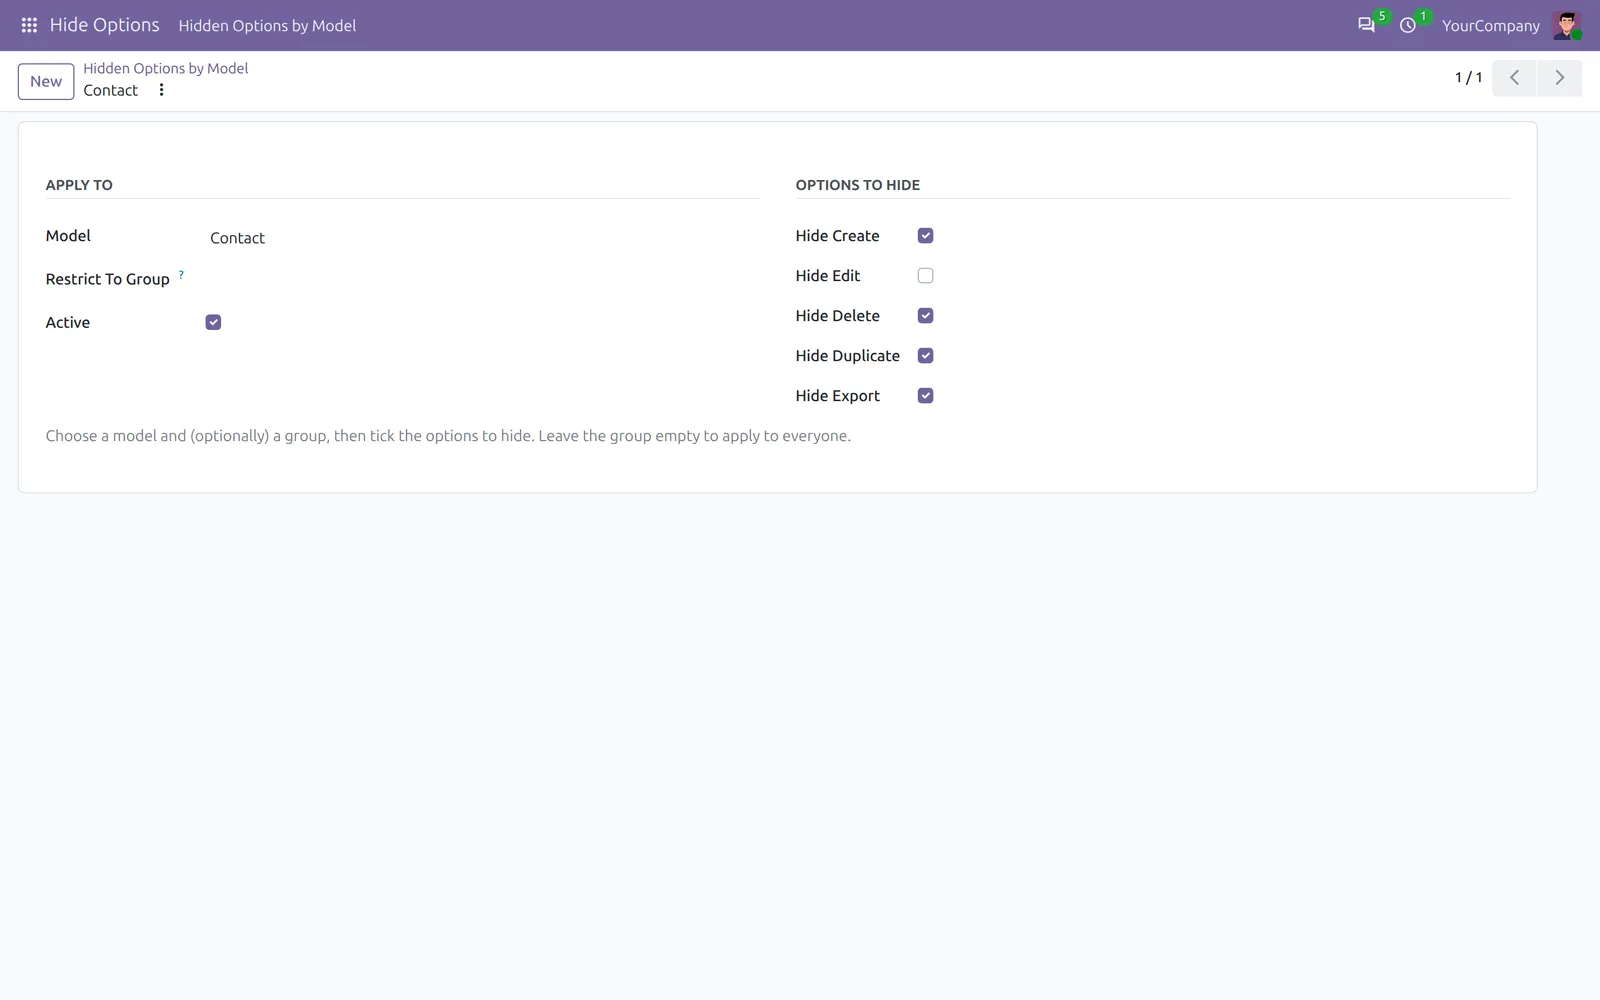 Hide Options Hidden Options by Model 5 1 YourCompany
New Hidden Options by Model
Contact
1 / 1
APPLY TO
Model Contact
Restrict To Group ?
Active
OPTIONS TO HIDE
Hide Create
Hide Edit
Hide Delete
Hide Duplicate
Hide Export
Choose a model and (optionally) a group, then tick the options to hide. Leave the group empty to apply to everyone.